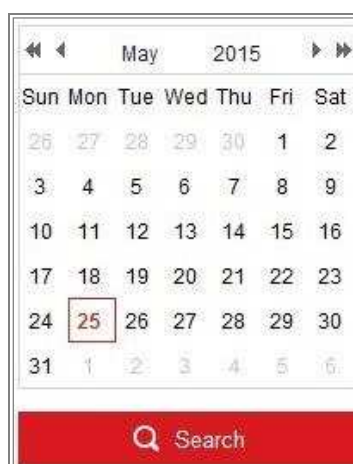 May 2015
Sun Mon Tue Wed Thu Fri Sat
26 27 28 29 30 1 2
3 4 5 6 7 8 9
10 11 12 13 14 15 16
17 18 19 20 21 22 23
24 25 26 27 28 29 30
31 1 2 3 4 5 6
Search